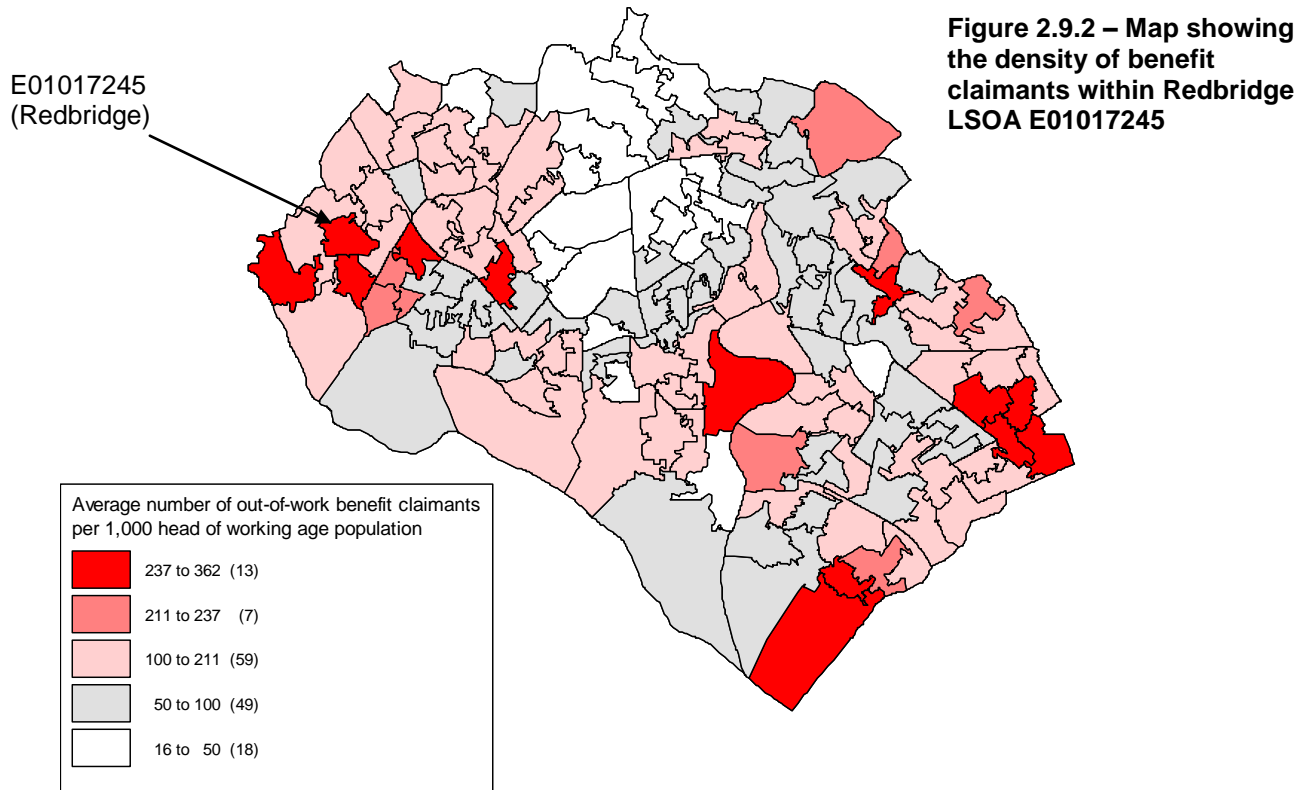 Figure 2.9.2 – Map showing
the density of benefit
claimants within Redbridge
LSOA E01017245
E01017245
(Redbridge)
Average number of out-of-work benefit claimants
per 1,000 head of working age population
237 to 362 (13)
211 to 237 (7)
100 to 211 (59)
50 to 100 (49)
16 to 50 (18)